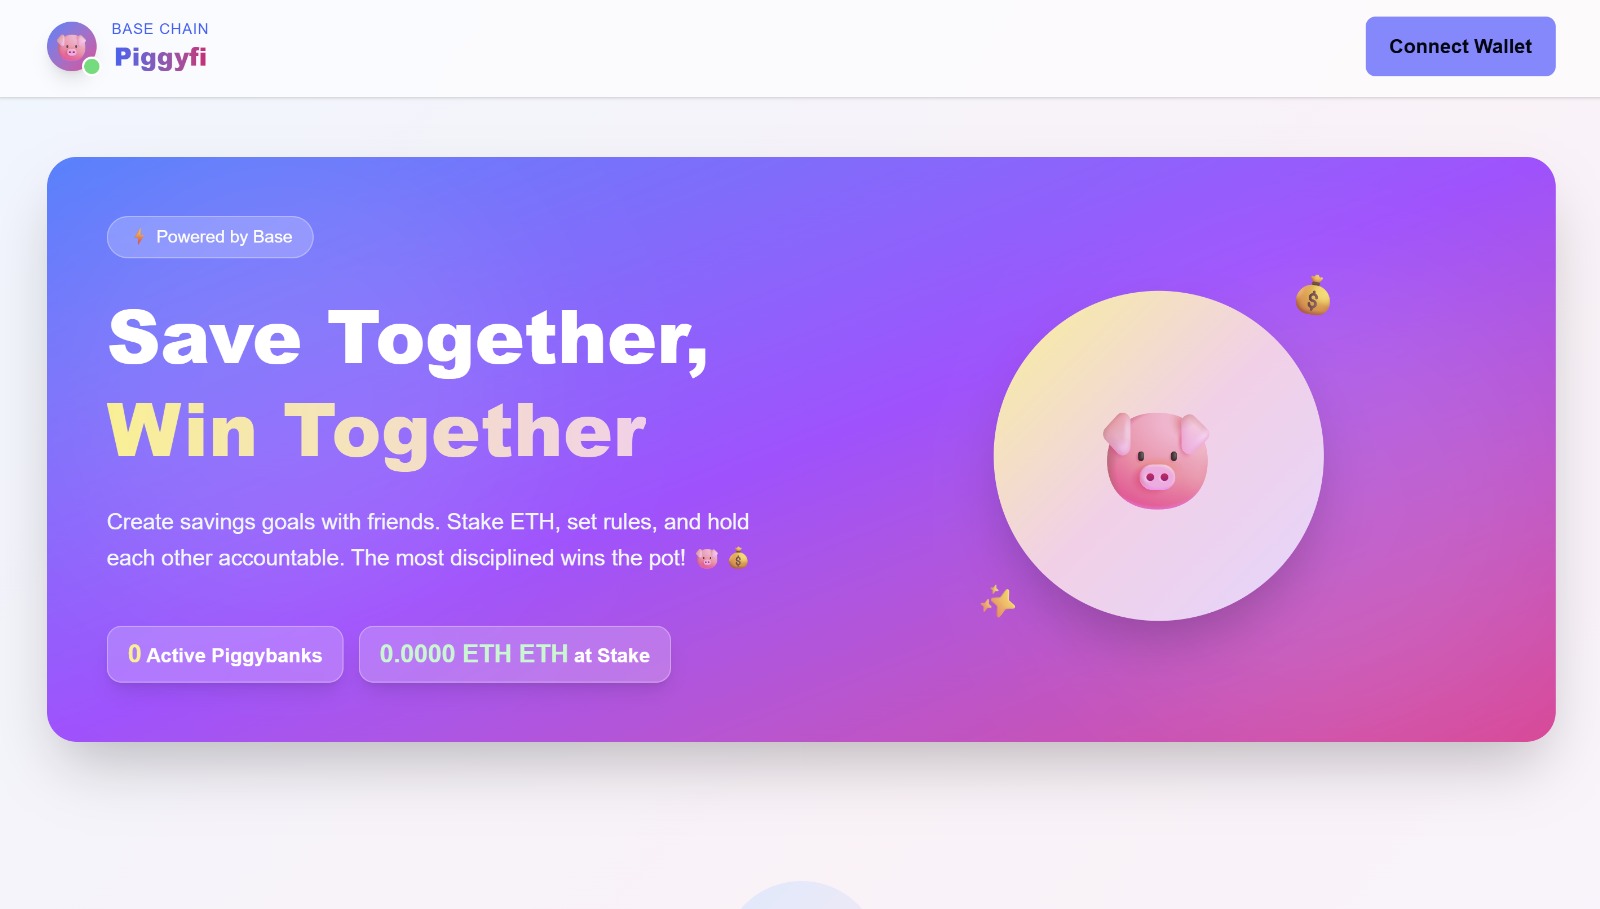 BASE CHAIN
Piggyfi
Connect Wallet
Powered by Base
Save Together,
Win Together
Create savings goals with friends. Stake ETH, set rules, and hold
each other accountable. The most disciplined wins the pot! 🐷 💰
0 Active Piggybanks
0.0000 ETH ETH at Stake